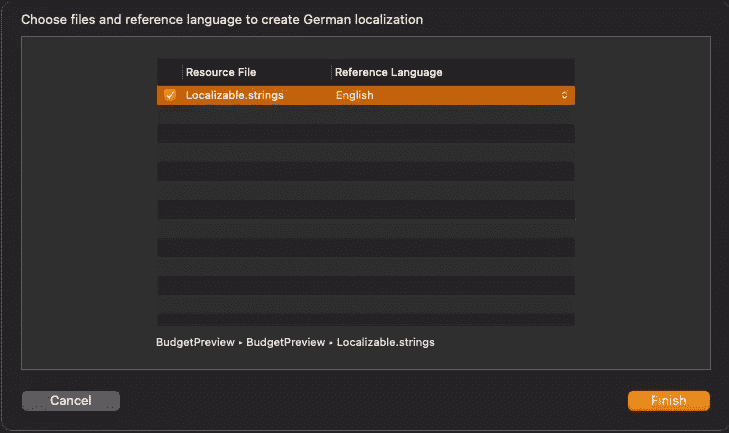 Choose files and reference language to create German localization
Resource File Reference Language
Localizable.strings English
BudgetPreview ▸ BudgetPreview ▸ Localizable.strings
Cancel Finish